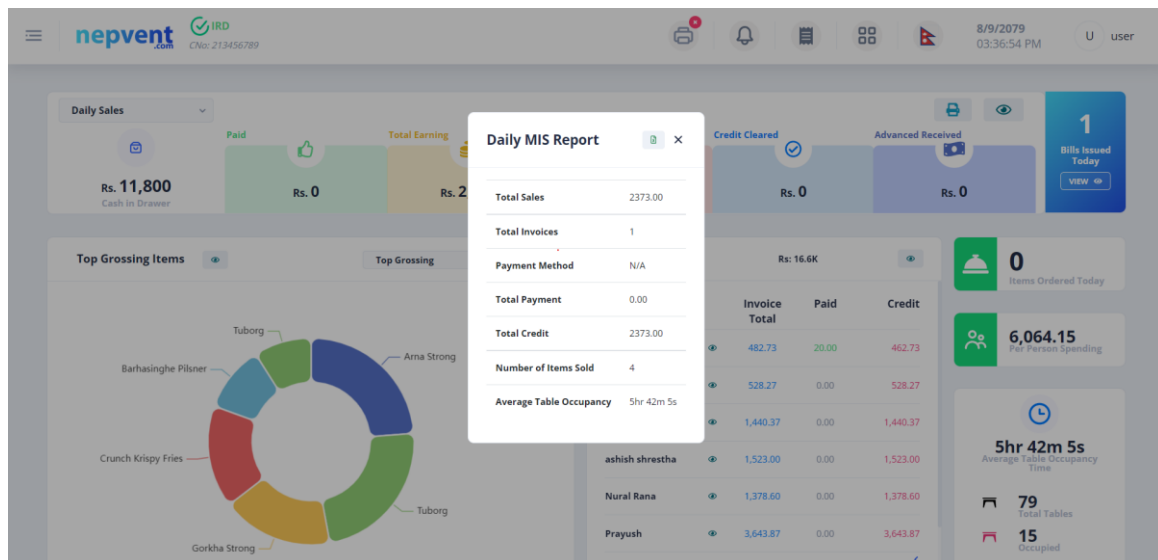 nepvent
.com
IRD
CNo: 213456789
8/9/2079
03:36:54 PM
U user
Daily Sales
Rs. 11,800
Cash in Drawer
Paid
Rs. 0
Total Earning
Rs. 2
Credit Cleared
Rs. 0
Advanced Received
Rs. 0
1
Bills Issued
Today
VIEW
Daily MIS Report
Total Sales 2373.00
Total Invoices 1
Payment Method N/A
Total Payment 0.00
Total Credit 2373.00
Number of Items Sold 4
Average Table Occupancy 5hr 42m 5s
Top Grossing Items
Top Grossing
Tuborg
Arna Strong
Barhasinghe Pilsner
Crunch Krispy Fries
Tuborg
Gorkha Strong
Rs: 16.6K
Invoice Total Paid Credit
482.73 20.00 462.73
528.27 0.00 528.27
1,440.37 0.00 1,440.37
ashish shrestha 1,523.00 0.00 1,523.00
Nural Rana 1,378.60 0.00 1,378.60
Prayush 3,643.87 0.00 3,643.87
0
Items Ordered Today
6,064.15
Per Person Spending
5hr 42m 5s
Average Table Occupancy
Time
79
Total Tables
15
Occupied